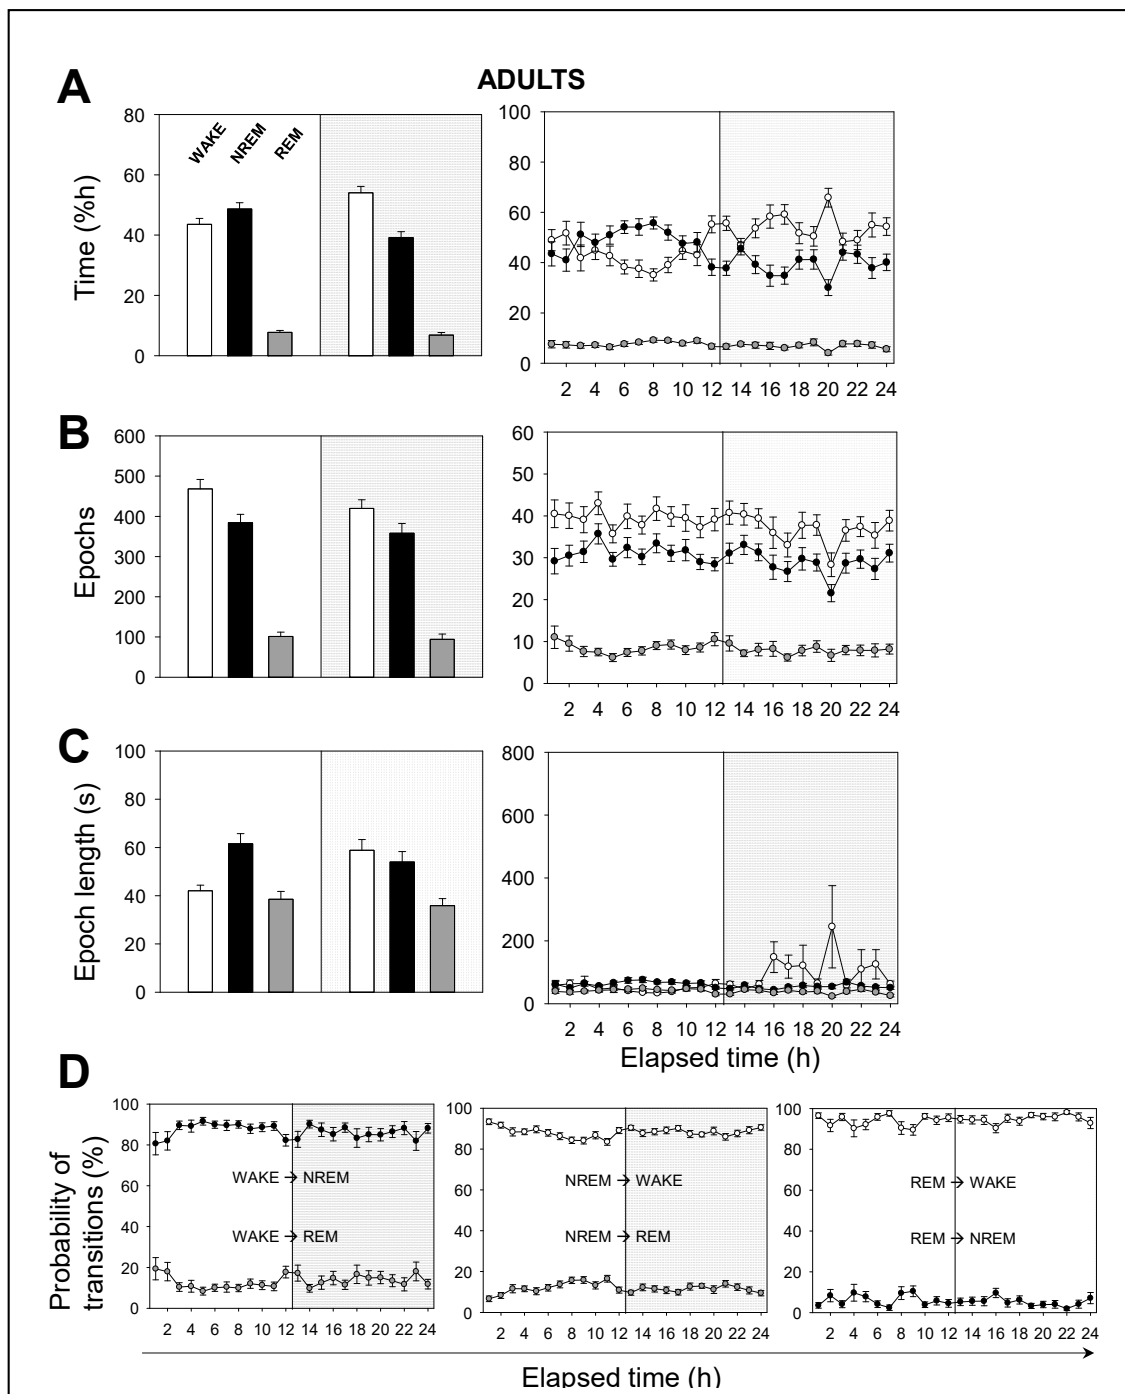 ADULTS
A
Time (%h)
80
60
40
20
0
WAKE NREM REM
100
80
60
40
20
0
2 4 6 8 10 12 14 16 18 20 22 24
B
Epochs
600
500
400
300
200
100
0
60
50
40
30
20
10
0
2 4 6 8 10 12 14 16 18 20 22 24
C
Epoch length (s)
100
80
60
40
20
0
800
600
400
200
0
2 4 6 8 10 12 14 16 18 20 22 24
Elapsed time (h)
D
Probability of
transitions (%)
100
80
60
40
20
0
WAKE → NREM
WAKE → REM
2 4 6 8 10 12 14 16 18 20 22 24
100
80
60
40
20
0
NREM → WAKE
NREM → REM
2 4 6 8 10 12 14 16 18 20 22 24
100
80
60
40
20
0
REM → WAKE
REM → NREM
2 4 6 8 10 12 14 16 18 20 22 24
Elapsed time (h)